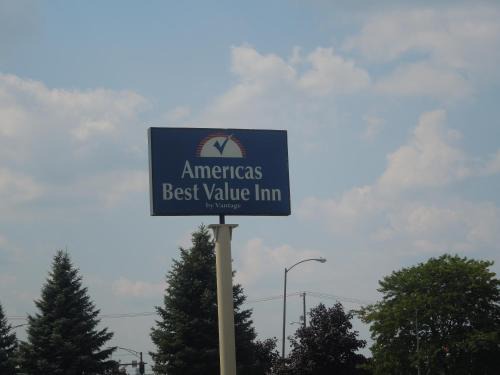 Americas
Best Value Inn
by Vantage